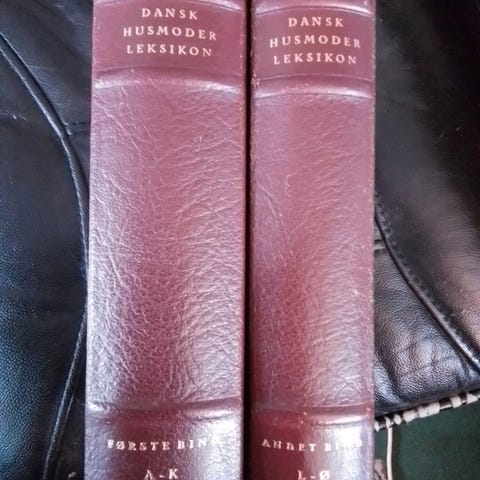 DANSK
HUSMODER
LEKSIKON
FØRSTE BIND
A-K
DANSK
HUSMODER
LEKSIKON
ANDET BIND
L-Ø